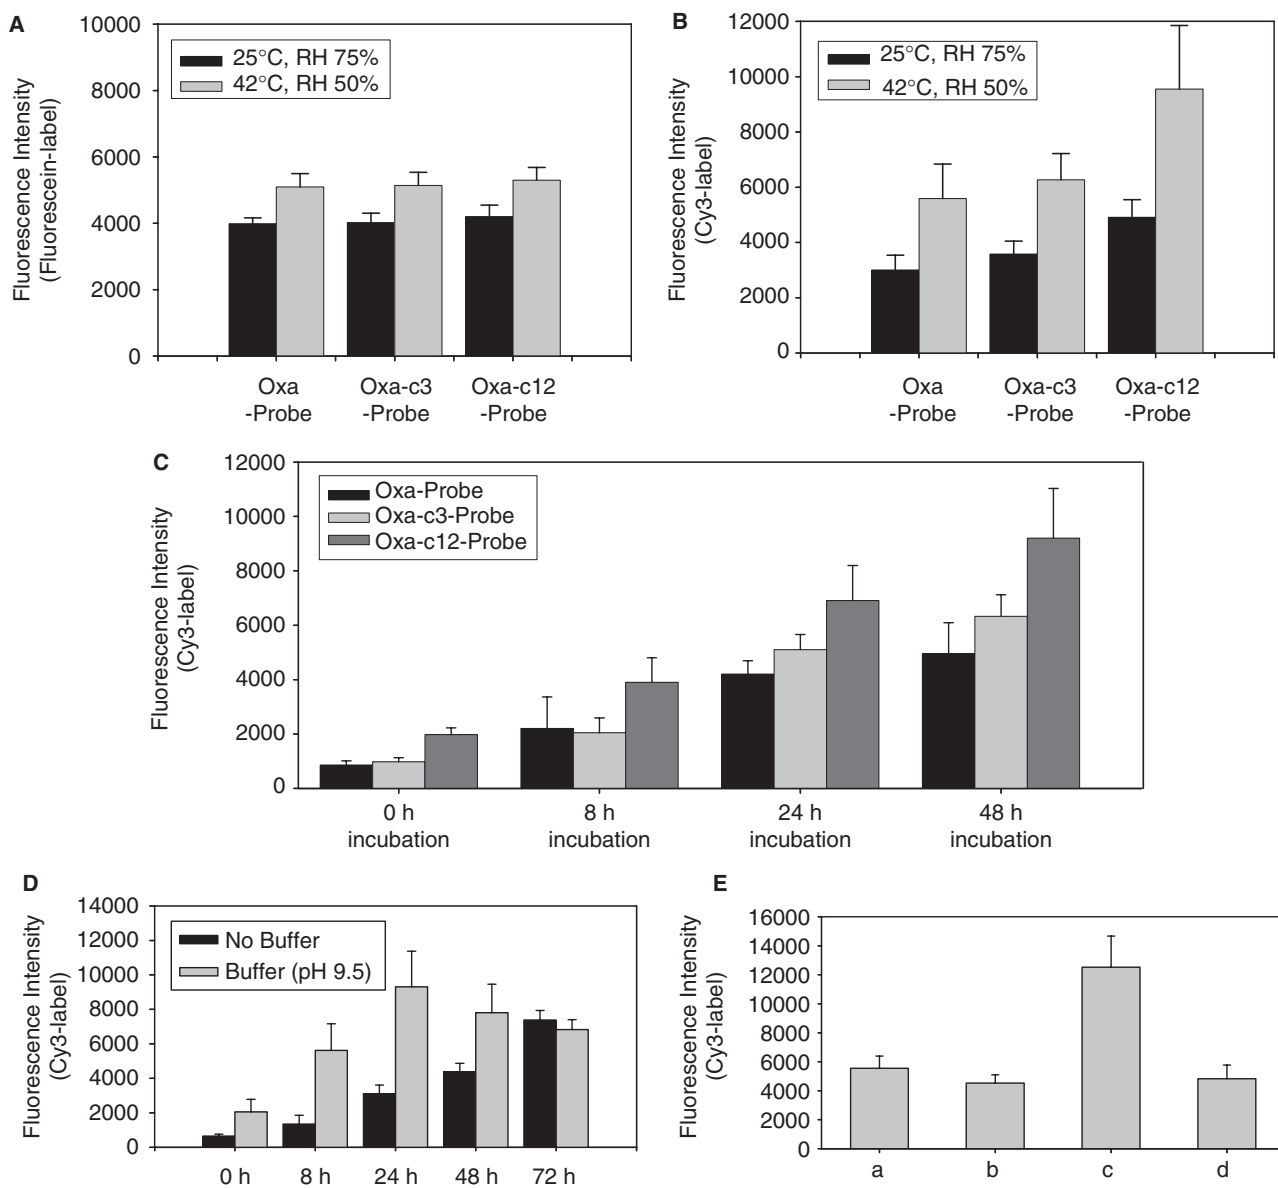 A
Fluorescence Intensity
(Fluorescein-label)
10000
8000
6000
4000
2000
0
25°C, RH 75%
42°C, RH 50%
Oxa
-Probe
Oxa-c3
-Probe
Oxa-c12
-Probe
B
Fluorescence Intensity
(Cy3-label)
12000
10000
8000
6000
4000
2000
0
25°C, RH 75%
42°C, RH 50%
Oxa
-Probe
Oxa-c3
-Probe
Oxa-c12
-Probe
C
Fluorescence Intensity
(Cy3-label)
12000
10000
8000
6000
4000
2000
0
Oxa-Probe
Oxa-c3-Probe
Oxa-c12-Probe
0 h
incubation
8 h
incubation
24 h
incubation
48 h
incubation
D
Fluorescence Intensity
(Cy3-label)
14000
12000
10000
8000
6000
4000
2000
0
No Buffer
Buffer (pH 9.5)
0 h
8 h
24 h
48 h
72 h
E
Fluorescence Intensity
(Cy3-label)
16000
14000
12000
10000
8000
6000
4000
2000
0
a
b
c
d